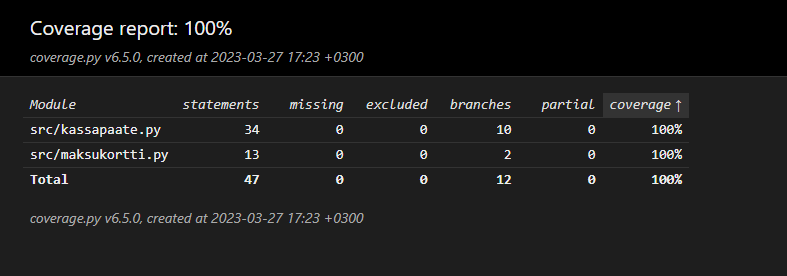 Coverage report: 100%
coverage.py v6.5.0, created at 2023-03-27 17:23 +0300
Module statements missing excluded branches partial coverage ↑
src/kassapaate.py 34 0 0 10 0 100%
src/maksukortti.py 13 0 0 2 0 100%
Total 47 0 0 12 0 100%
coverage.py v6.5.0, created at 2023-03-27 17:23 +0300